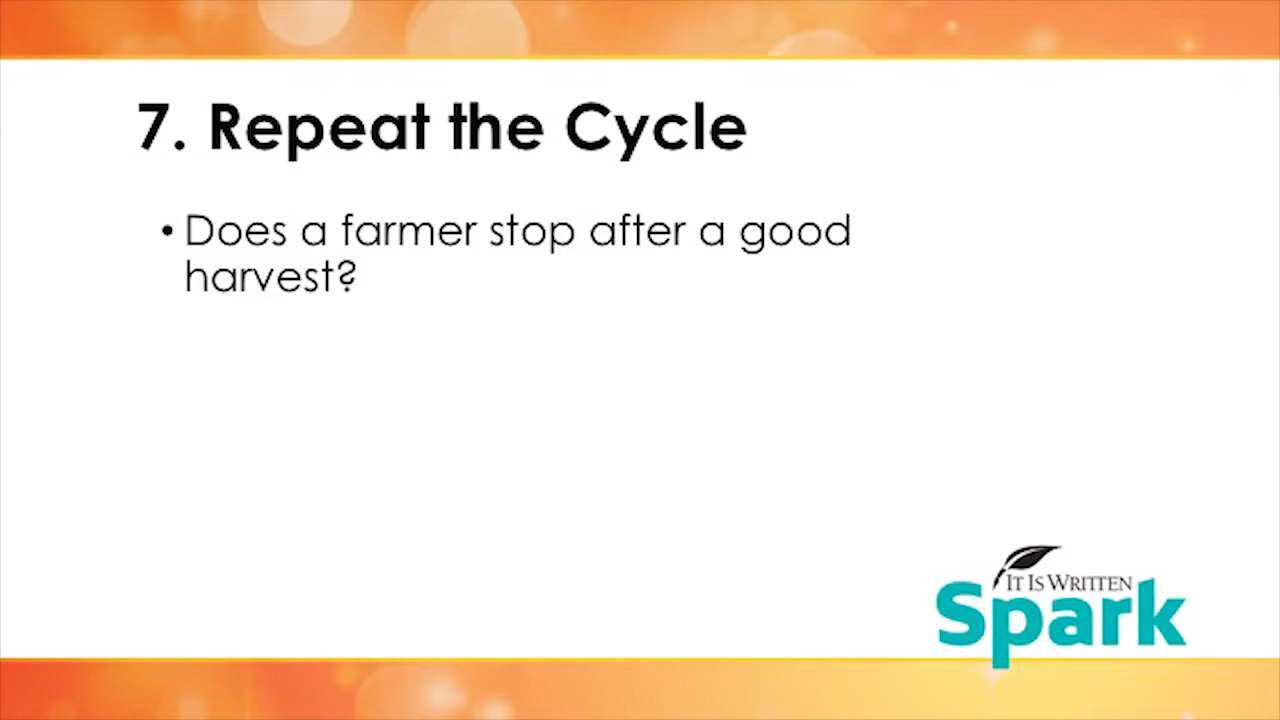 7. Repeat the Cycle
• Does a farmer stop after a good
harvest?
IT IS WRITTEN
Spark